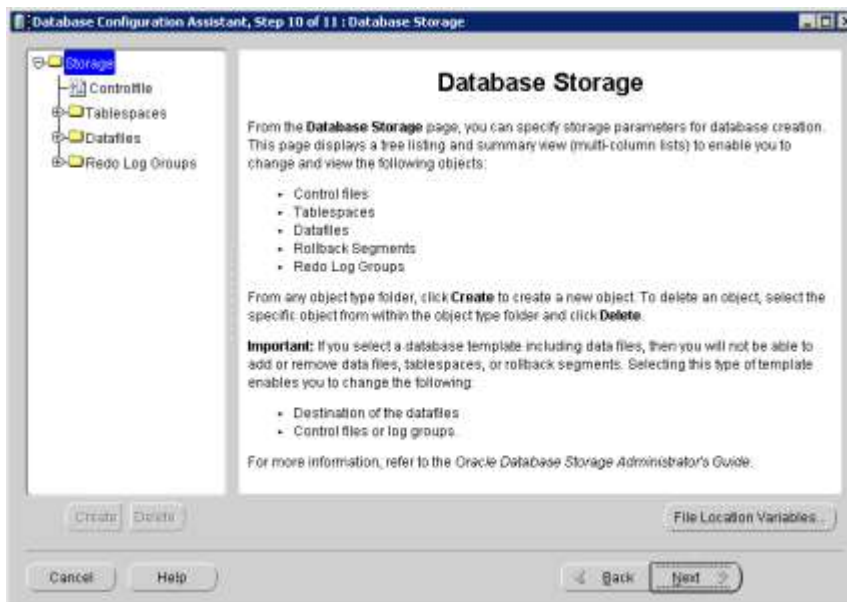 Database Configuration Assistant, Step 10 of 11 : Database Storage
Storage
Controlfile
Tablespaces
Datafiles
Redo Log Groups
Database Storage
From the Database Storage page, you can specify storage parameters for database creation.
This page displays a tree listing and summary view (multi-column lists) to enable you to
change and view the following objects:
• Control files
• Tablespaces
• Datafiles
• Rollback Segments
• Redo Log Groups
From any object type folder, click Create to create a new object. To delete an object, select the
specific object from within the object type folder and click Delete.
Important: If you select a database template including data files, then you will not be able to
add or remove data files, tablespaces, or rollback segments. Selecting this type of template
enables you to change the following:
• Destination of the datafiles
• Control files or log groups.
For more information, refer to the Oracle Database Storage Administrator's Guide.
Create Delete
File Location Variables...
Cancel Help Back Next